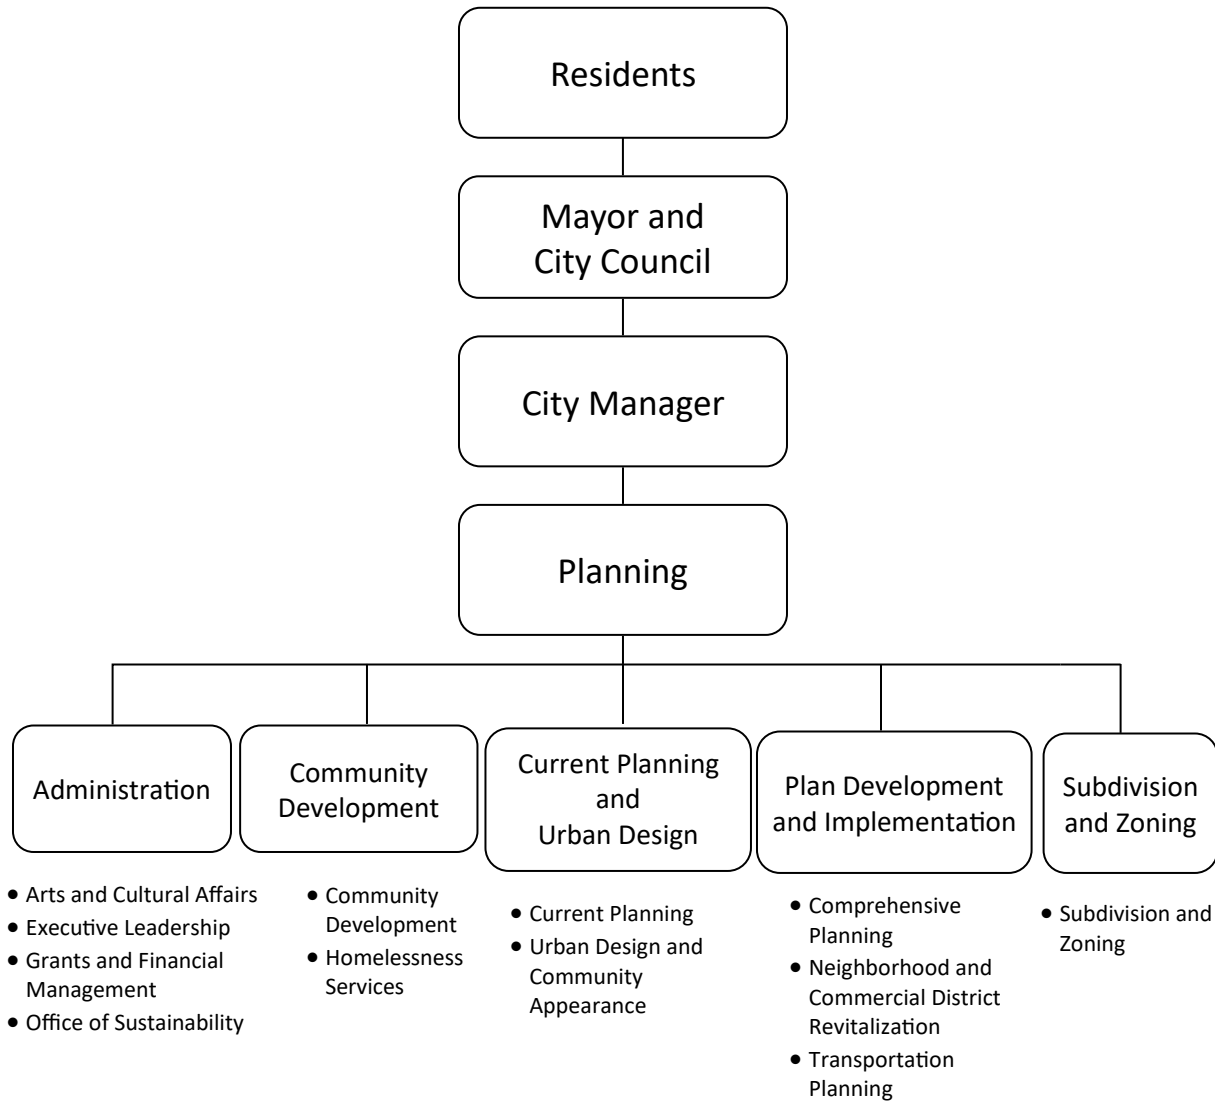 Residents
Mayor and
City Council
City Manager
Planning
Administration
Community
Development
Current Planning
and
Urban Design
Plan Development
and Implementation
Subdivision
and Zoning
• Arts and Cultural Affairs
• Executive Leadership
• Grants and Financial
Management
• Office of Sustainability
• Community
Development
• Homelessness
Services
• Current Planning
• Urban Design and
Community
Appearance
• Comprehensive
Planning
• Neighborhood and
Commercial District
Revitalization
• Transportation
Planning
• Subdivision and
Zoning